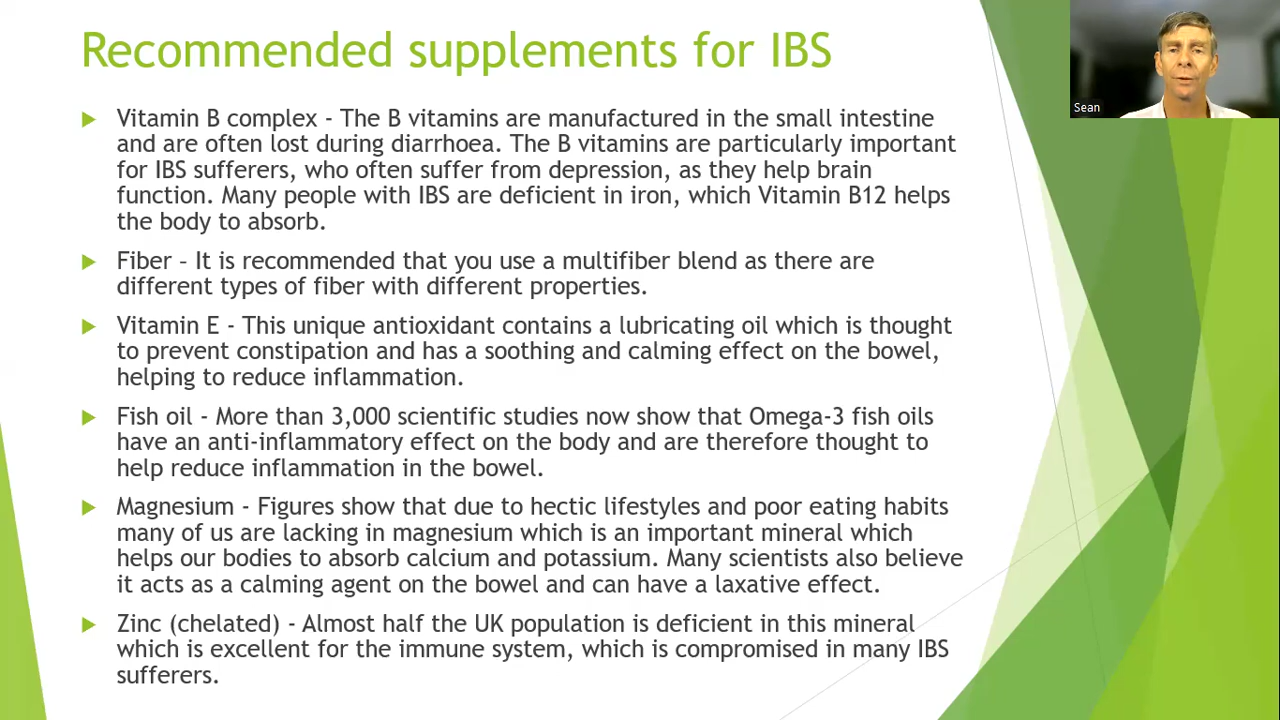 Recommended supplements for IBS
Sean
Vitamin B complex - The B vitamins are manufactured in the small intestine
and are often lost during diarrhoea. The B vitamins are particularly important
for IBS sufferers, who often suffer from depression, as they help brain
function. Many people with IBS are deficient in iron, which Vitamin B12 helps
the body to absorb.
Fiber – It is recommended that you use a multifiber blend as there are
different types of fiber with different properties.
Vitamin E - This unique antioxidant contains a lubricating oil which is thought
to prevent constipation and has a soothing and calming effect on the bowel,
helping to reduce inflammation.
Fish oil - More than 3,000 scientific studies now show that Omega-3 fish oils
have an anti-inflammatory effect on the body and are therefore thought to
help reduce inflammation in the bowel.
Magnesium - Figures show that due to hectic lifestyles and poor eating habits
many of us are lacking in magnesium which is an important mineral which
helps our bodies to absorb calcium and potassium. Many scientists also believe
it acts as a calming agent on the bowel and can have a laxative effect.
Zinc (chelated) - Almost half the UK population is deficient in this mineral
which is excellent for the immune system, which is compromised in many IBS
sufferers.